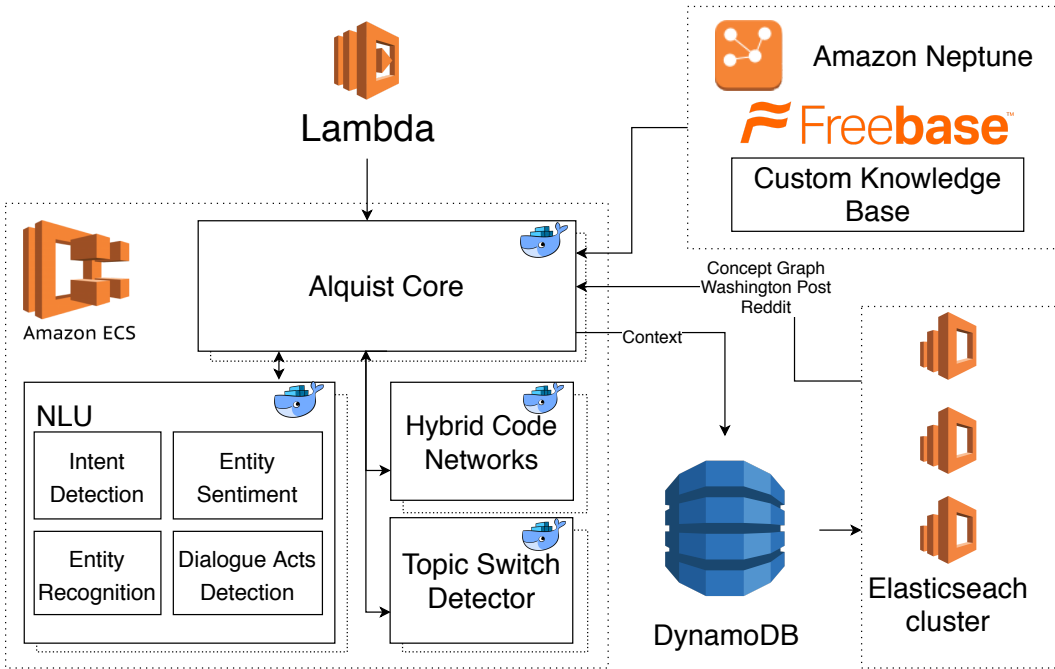 Lambda
Amazon Neptune
Freebase™
Custom Knowledge
Base
Amazon ECS
Alquist Core
Concept Graph
Washington Post
Reddit
Context
NLU
Intent
Detection
Entity
Sentiment
Entity
Recognition
Dialogue Acts
Detection
Hybrid Code
Networks
Topic Switch
Detector
DynamoDB
Elasticseach
cluster